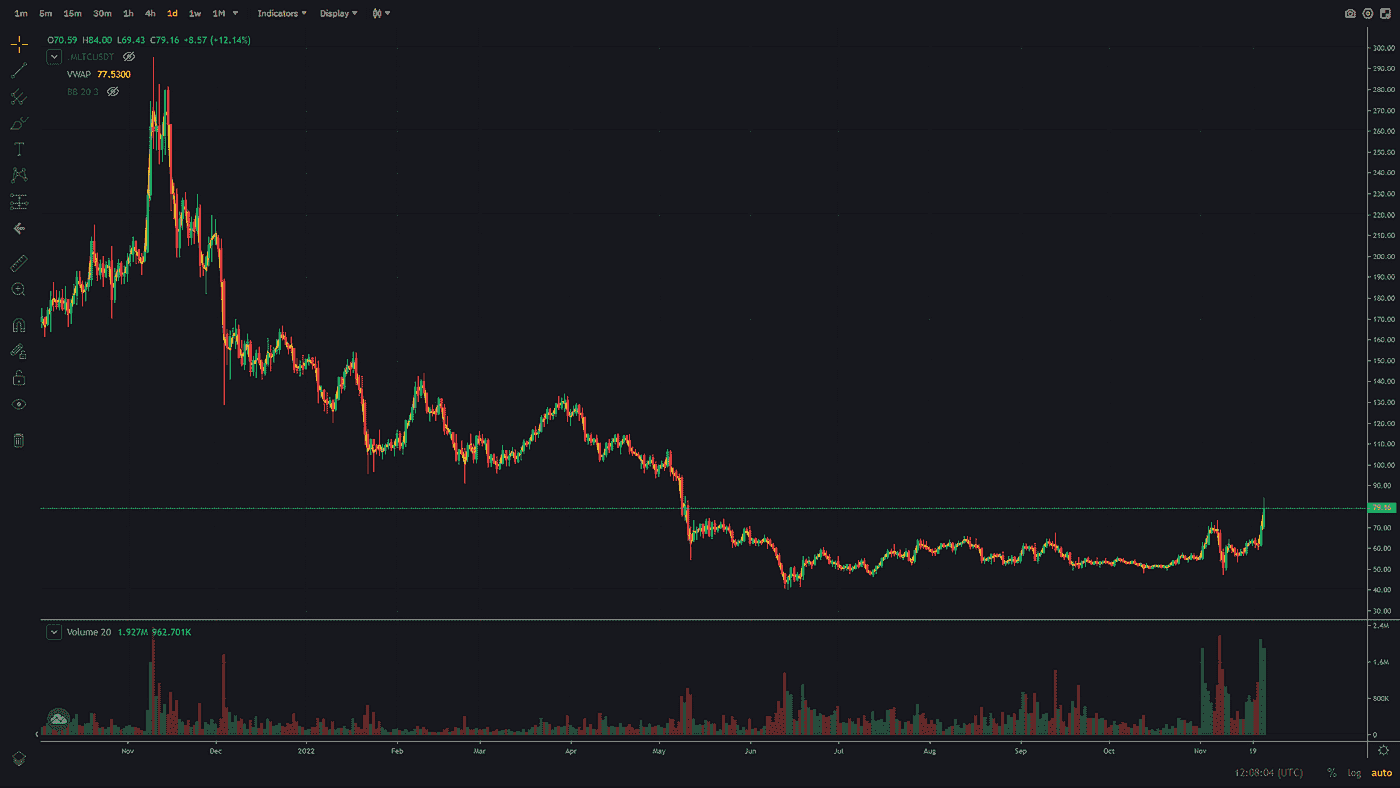 1m 5m 15m 30m 1h 4h 1d 1w 1M Indicators Display
O70.59 H84.00 L69.43 C79.16 +8.57 (+12.14%)
.MLTCUSDT
VWAP 77.5300
BB 20 3
300.00
290.00
280.00
270.00
260.00
250.00
240.00
230.00
220.00
210.00
200.00
190.00
180.00
170.00
160.00
150.00
140.00
130.00
120.00
110.00
100.00
90.00
79.16
70.00
60.00
50.00
40.00
30.00
Volume 20 1.927M 962.701K
2.4M
1.6M
800K
0
Nov Dec 2022 Feb Mar Apr May Jun Jul Aug Sep Oct Nov 19
12:08:04 (UTC) % log auto